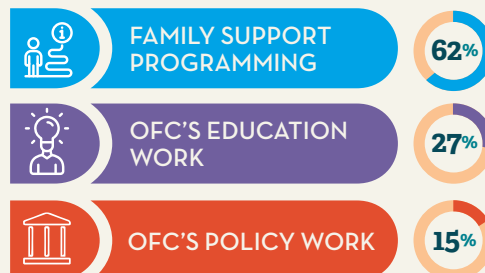 FAMILY SUPPORT
PROGRAMMING
62%
OFC'S EDUCATION
WORK
27%
OFC'S POLICY WORK
15%